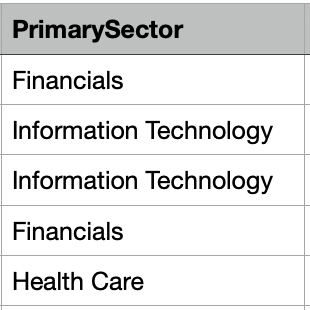 PrimarySector
Financials
Information Technology
Information Technology
Financials
Health Care